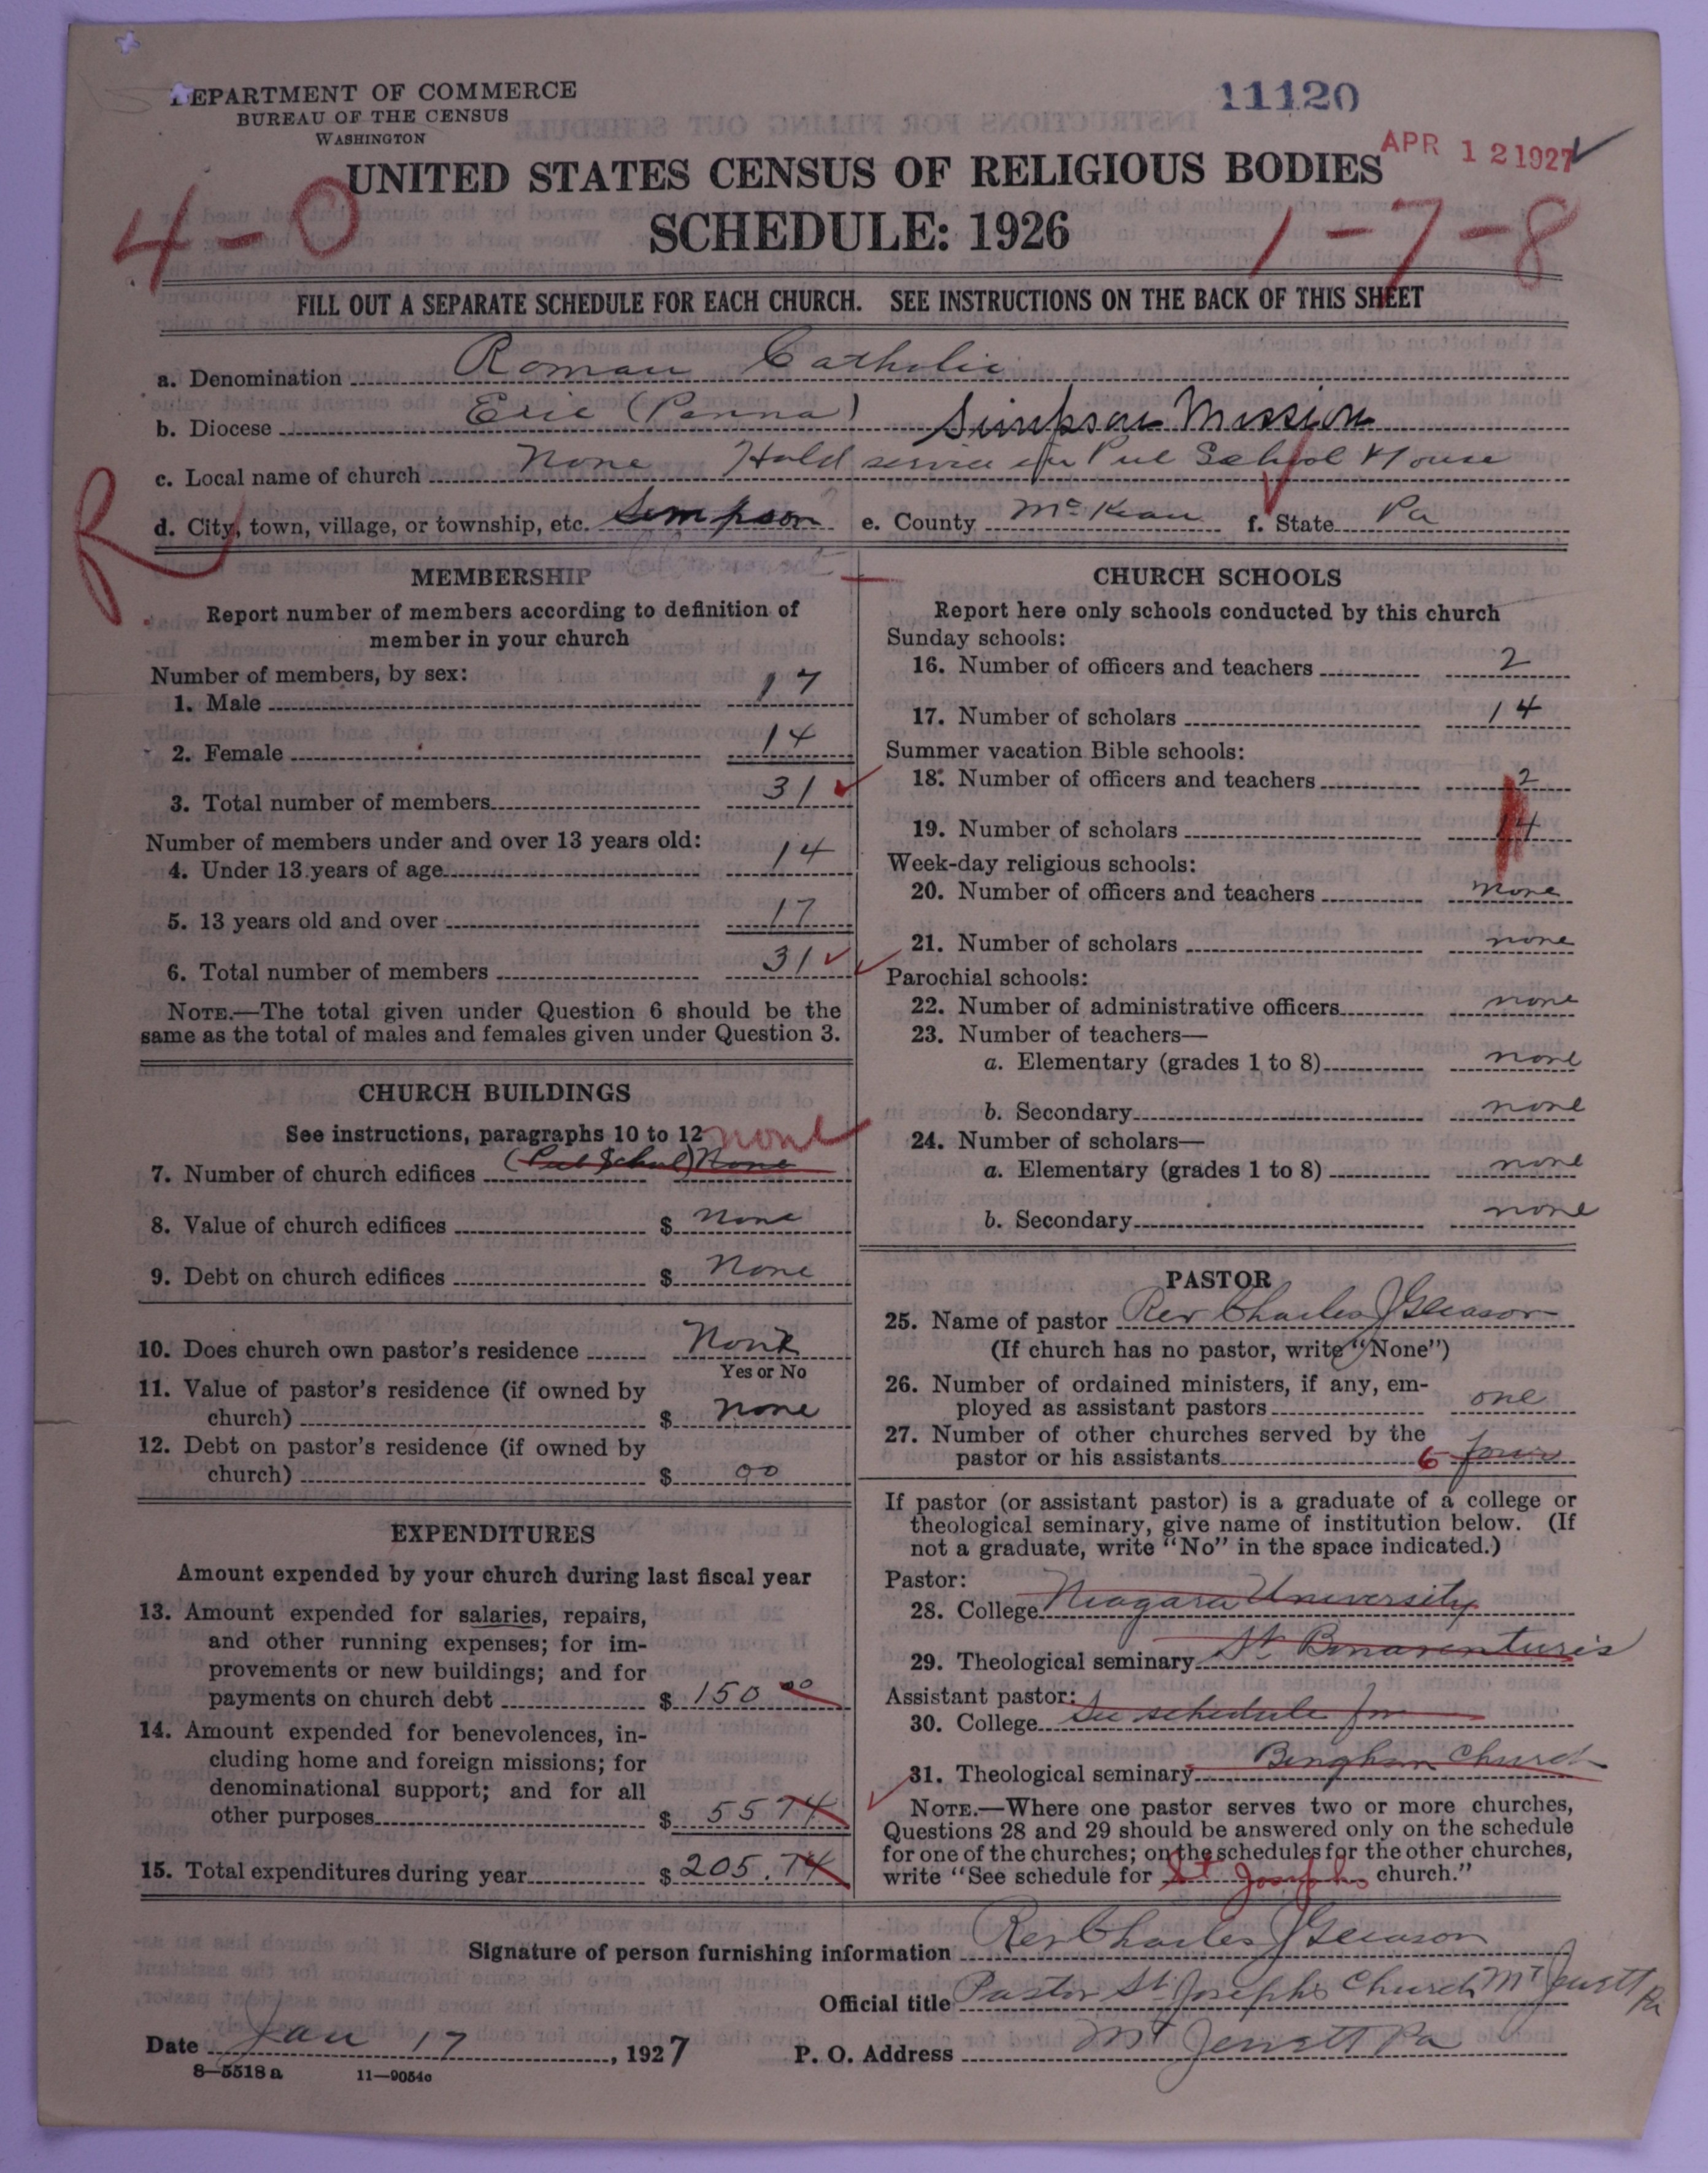 DEPARTMENT OF COMMERCE
BUREAU OF THE CENSUS
WASHINGTON
11120
APR 12 1927
UNITED STATES CENSUS OF RELIGIOUS BODIES
4-0
SCHEDULE: 1926
1-7-8
FILL OUT A SEPARATE SCHEDULE FOR EACH CHURCH. SEE INSTRUCTIONS ON THE BACK OF THIS SHEET
a. Denomination Roman Catholic
b. Diocese Erie (Penna) Simpson Mission
c. Local name of church None Hold service in Pub School House
R
d. City, town, village, or township, etc. Simpson e. County McKean f. State Pa
MEMBERSHIP
Report number of members according to definition of
member in your church
Number of members, by sex:
1. Male 17
2. Female 14
3. Total number of members 31
Number of members under and over 13 years old:
4. Under 13 years of age 14
5. 13 years old and over 17
6. Total number of members 31
NOTE.—The total given under Question 6 should be the
same as the total of males and females given under Question 3.
CHURCH BUILDINGS
See instructions, paragraphs 10 to 12 none
7. Number of church edifices (Pub School) None
8. Value of church edifices $ none
9. Debt on church edifices $ None
10. Does church own pastor's residence None
Yes or No
11. Value of pastor's residence (if owned by
church) $ none
12. Debt on pastor's residence (if owned by
church) $ 00
EXPENDITURES
Amount expended by your church during last fiscal year
13. Amount expended for salaries, repairs,
and other running expenses; for im-
provements or new buildings; and for
payments on church debt $ 150 00
14. Amount expended for benevolences, in-
cluding home and foreign missions; for
denominational support; and for all
other purposes $ 55 74
15. Total expenditures during year $ 205.74
CHURCH SCHOOLS
Report here only schools conducted by this church
Sunday schools:
16. Number of officers and teachers 2
17. Number of scholars 14
Summer vacation Bible schools:
18. Number of officers and teachers 2
19. Number of scholars 14
Week-day religious schools:
20. Number of officers and teachers none
21. Number of scholars none
Parochial schools:
22. Number of administrative officers none
23. Number of teachers—
a. Elementary (grades 1 to 8) none
b. Secondary none
24. Number of scholars—
a. Elementary (grades 1 to 8) none
b. Secondary none
PASTOR
25. Name of pastor Rev Charles J Gleason
(If church has no pastor, write "None")
26. Number of ordained ministers, if any, em-
ployed as assistant pastors one
27. Number of other churches served by the
pastor or his assistants 6 four
If pastor (or assistant pastor) is a graduate of a college or
theological seminary, give name of institution below. (If
not a graduate, write "No" in the space indicated.)
Pastor:
28. College Niagara University
29. Theological seminary St Bonaventure's
Assistant pastor:
30. College See schedule for
31. Theological seminary Bingham Church
NOTE.—Where one pastor serves two or more churches,
Questions 28 and 29 should be answered only on the schedule
for one of the churches; on the schedules for the other churches,
write "See schedule for St Josephs church."
Signature of person furnishing information Rev Charles J Gleason
Official title Pastor St Josephs Church Mt Jewett Pa
Date Jan 17, 1927 P. O. Address Mt Jewett Pa
8—5518 a 11—9054c